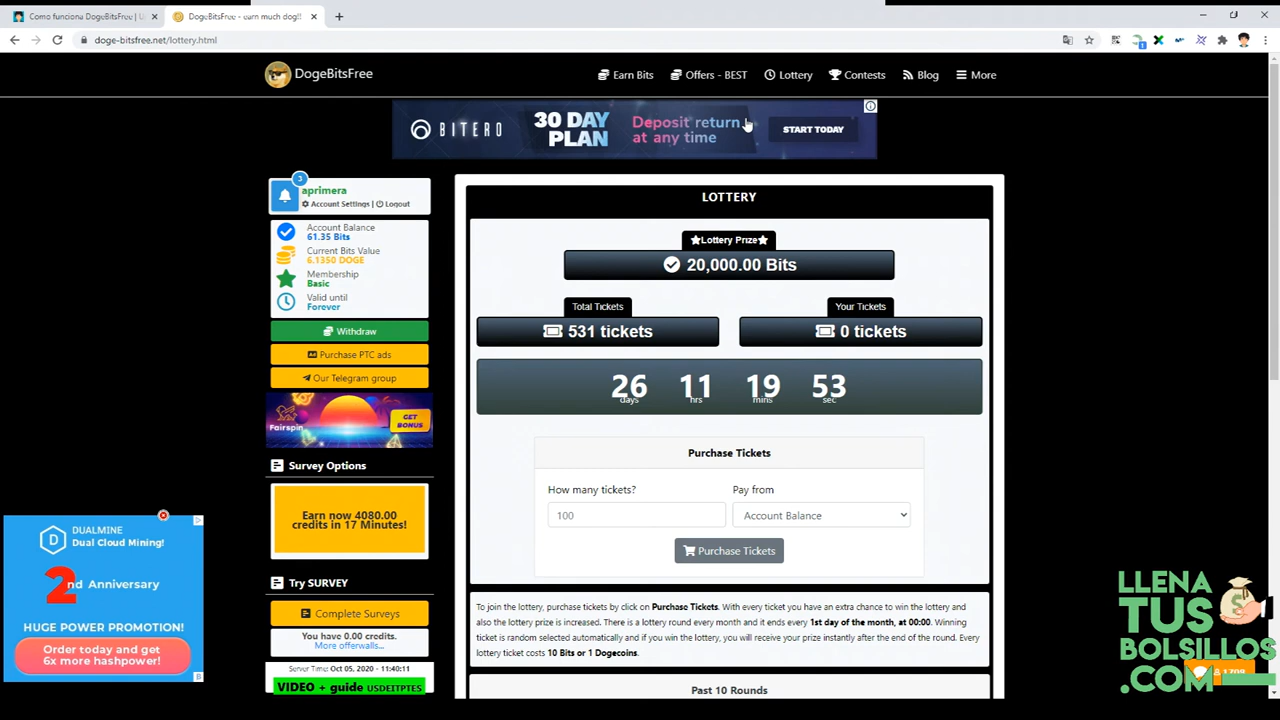 Como funciona DogeBitsFree | U
DogeBitsFree - earn much dog!!
doge-bitsfree.net/lottery.html
DogeBitsFree
Earn Bits
Offers - BEST
Lottery
Contests
Blog
More
BITERO
30 DAY
PLAN
Deposit return
at any time
START TODAY
3
aprimera
Account Settings | Logout
Account Balance
61.35 Bits
Current Bits Value
6.1350 DOGE
Membership
Basic
Valid until
Forever
Withdraw
Purchase PTC ads
Our Telegram group
Fairspin
GET
BONUS
Survey Options
Earn now 4080.00
credits in 17 Minutes!
Try SURVEY
Complete Surveys
You have 0.00 credits.
More offerwalls...
Server Time: Oct 05, 2020 - 11:40:11
VIDEO + guide USDEITPTES
LOTTERY
Lottery Prize
20,000.00 Bits
Total Tickets
531 tickets
Your Tickets
0 tickets
26 11 19 53
days hrs mins sec
Purchase Tickets
How many tickets?
Pay from
100
Account Balance
Purchase Tickets
To join the lottery, purchase tickets by click on Purchase Tickets. With every ticket you have an extra chance to win the lottery and
also the lottery prize is increased. There is a lottery round every month and it ends every 1st day of the month, at 00:00. Winning
ticket is random selected automatically and if you win the lottery, you will receive your prize instantly after the end of the round. Every
lottery ticket costs 10 Bits or 1 Dogecoins.
Past 10 Rounds
DUALMINE
Dual Cloud Mining!
2nd Anniversary
HUGE POWER PROMOTION!
Order today and get
6x more hashpower!
LLENA
TUS
BOLSILLOS
.COM